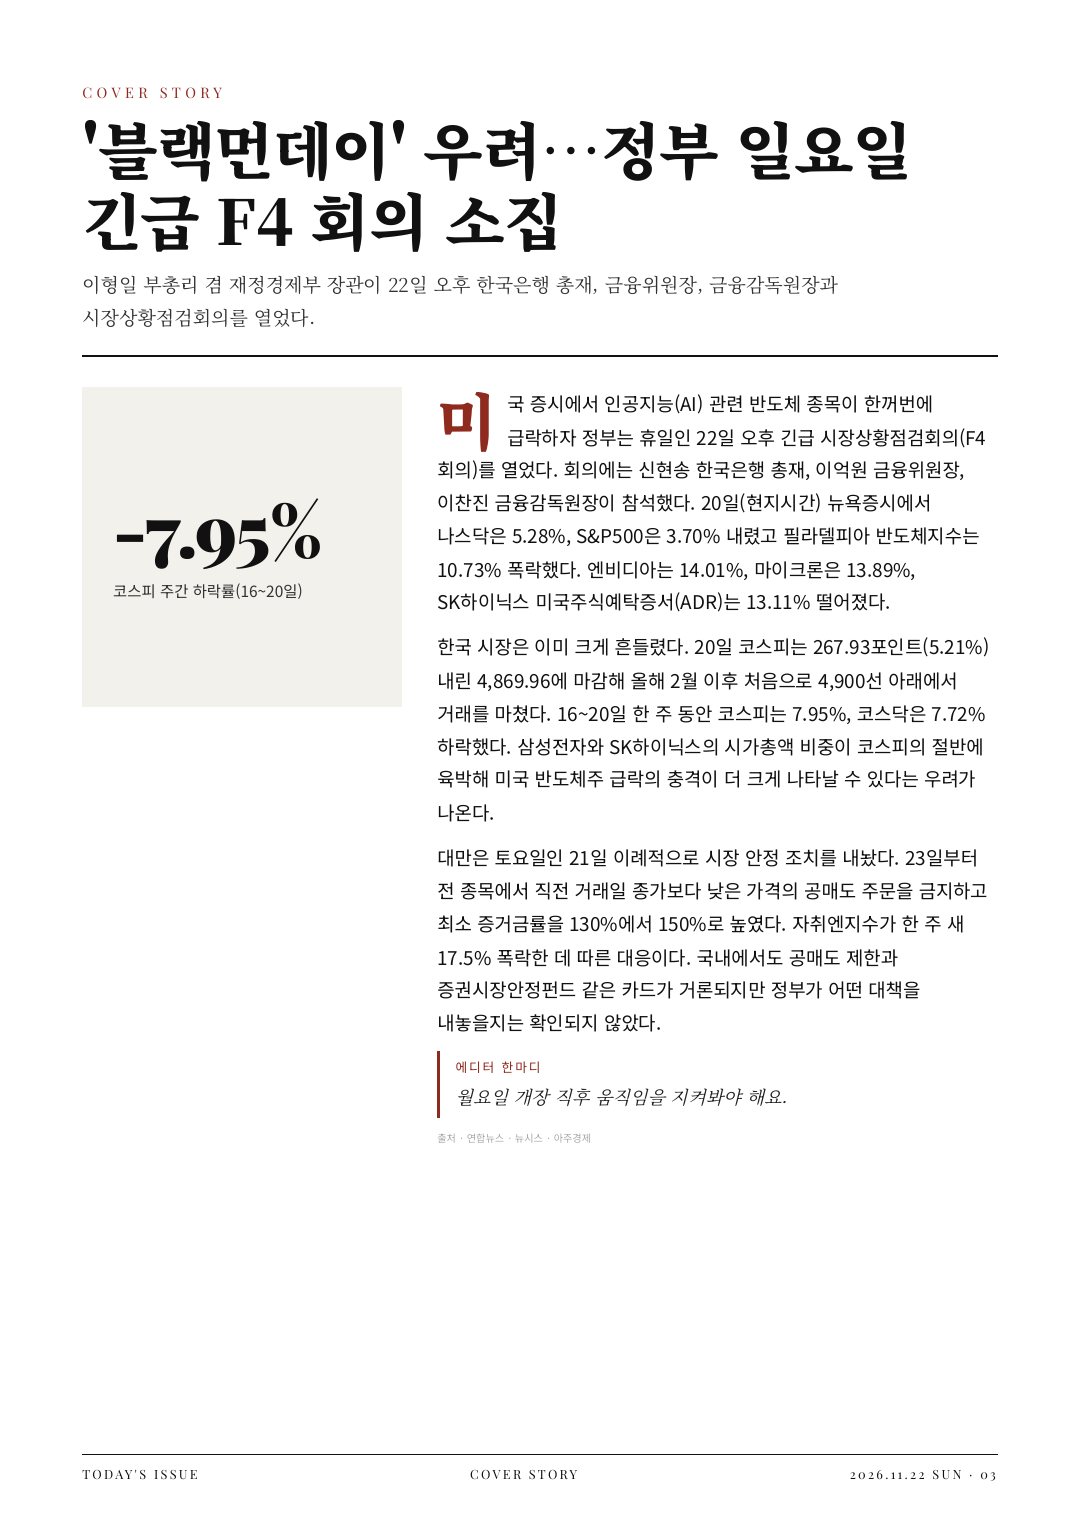 COVER STORY
'블랙먼데이' 우려…정부 일요일
긴급 F4 회의 소집
이형일 부총리 겸 재정경제부 장관이 22일 오후 한국은행 총재, 금융위원장, 금융감독원장과
시장상황점검회의를 열었다.
-7.95%
코스피 주간 하락률(16~20일)
미국 증시에서 인공지능(AI) 관련 반도체 종목이 한꺼번에
급락하자 정부는 휴일인 22일 오후 긴급 시장상황점검회의(F4
회의)를 열었다. 회의에는 신현송 한국은행 총재, 이억원 금융위원장,
이찬진 금융감독원장이 참석했다. 20일(현지시간) 뉴욕증시에서
나스닥은 5.28%, S&P500은 3.70% 내렸고 필라델피아 반도체지수는
10.73% 폭락했다. 엔비디아는 14.01%, 마이크론은 13.89%,
SK하이닉스 미국주식예탁증서(ADR)는 13.11% 떨어졌다.
한국 시장은 이미 크게 흔들렸다. 20일 코스피는 267.93포인트(5.21%)
내린 4,869.96에 마감해 올해 2월 이후 처음으로 4,900선 아래에서
거래를 마쳤다. 16~20일 한 주 동안 코스피는 7.95%, 코스닥은 7.72%
하락했다. 삼성전자와 SK하이닉스의 시가총액 비중이 코스피의 절반에
육박해 미국 반도체주 급락의 충격이 더 크게 나타날 수 있다는 우려가
나온다.
대만은 토요일인 21일 이례적으로 시장 안정 조치를 내놨다. 23일부터
전 종목에서 직전 거래일 종가보다 낮은 가격의 공매도 주문을 금지하고
최소 증거금률을 130%에서 150%로 높였다. 자취엔지수가 한 주 새
17.5% 폭락한 데 따른 대응이다. 국내에서도 공매도 제한과
증권시장안정펀드 같은 카드가 거론되지만 정부가 어떤 대책을
내놓을지는 확인되지 않았다.
에디터 한마디
월요일 개장 직후 움직임을 지켜봐야 해요.
출처 · 연합뉴스 · 뉴시스 · 아주경제
TODAY'S ISSUE
COVER STORY
2026.11.22 SUN · 03